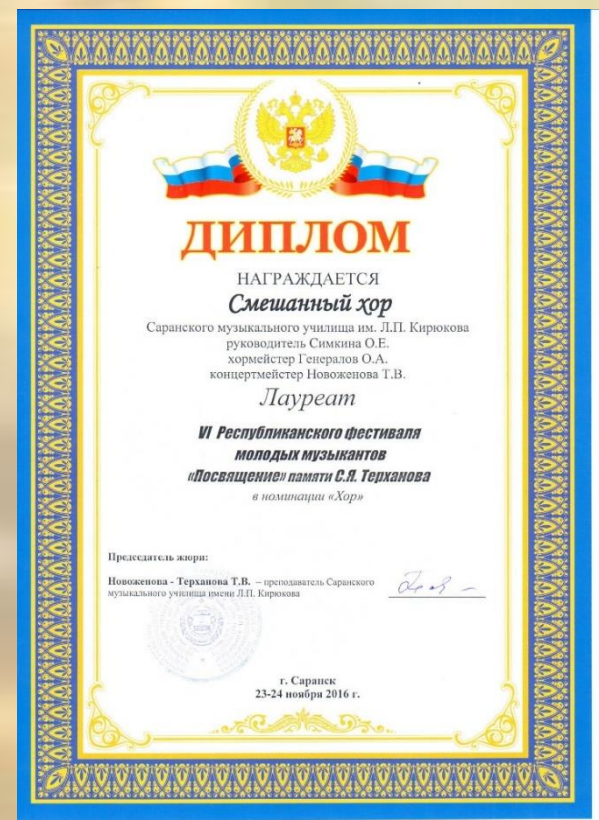 ДИПЛОМ
НАГРАЖДАЕТСЯ
Смешанный хор
Саранского музыкального училища им. Л.П. Кирюкова
руководитель Симкина О.Е.
хормейстер Генералов О.А.
концертмейстер Новоженова Т.В.
Лауреат
VI Республиканского фестиваля
молодых музыкантов
«Посвящение» памяти С.Я. Терханова
в номинации «Хор»
Председатель жюри:
Новоженова - Терханова Т.В. – преподаватель Саранского
музыкального училища имени Л.П. Кирюкова
г. Саранск
23-24 ноября 2016 г.